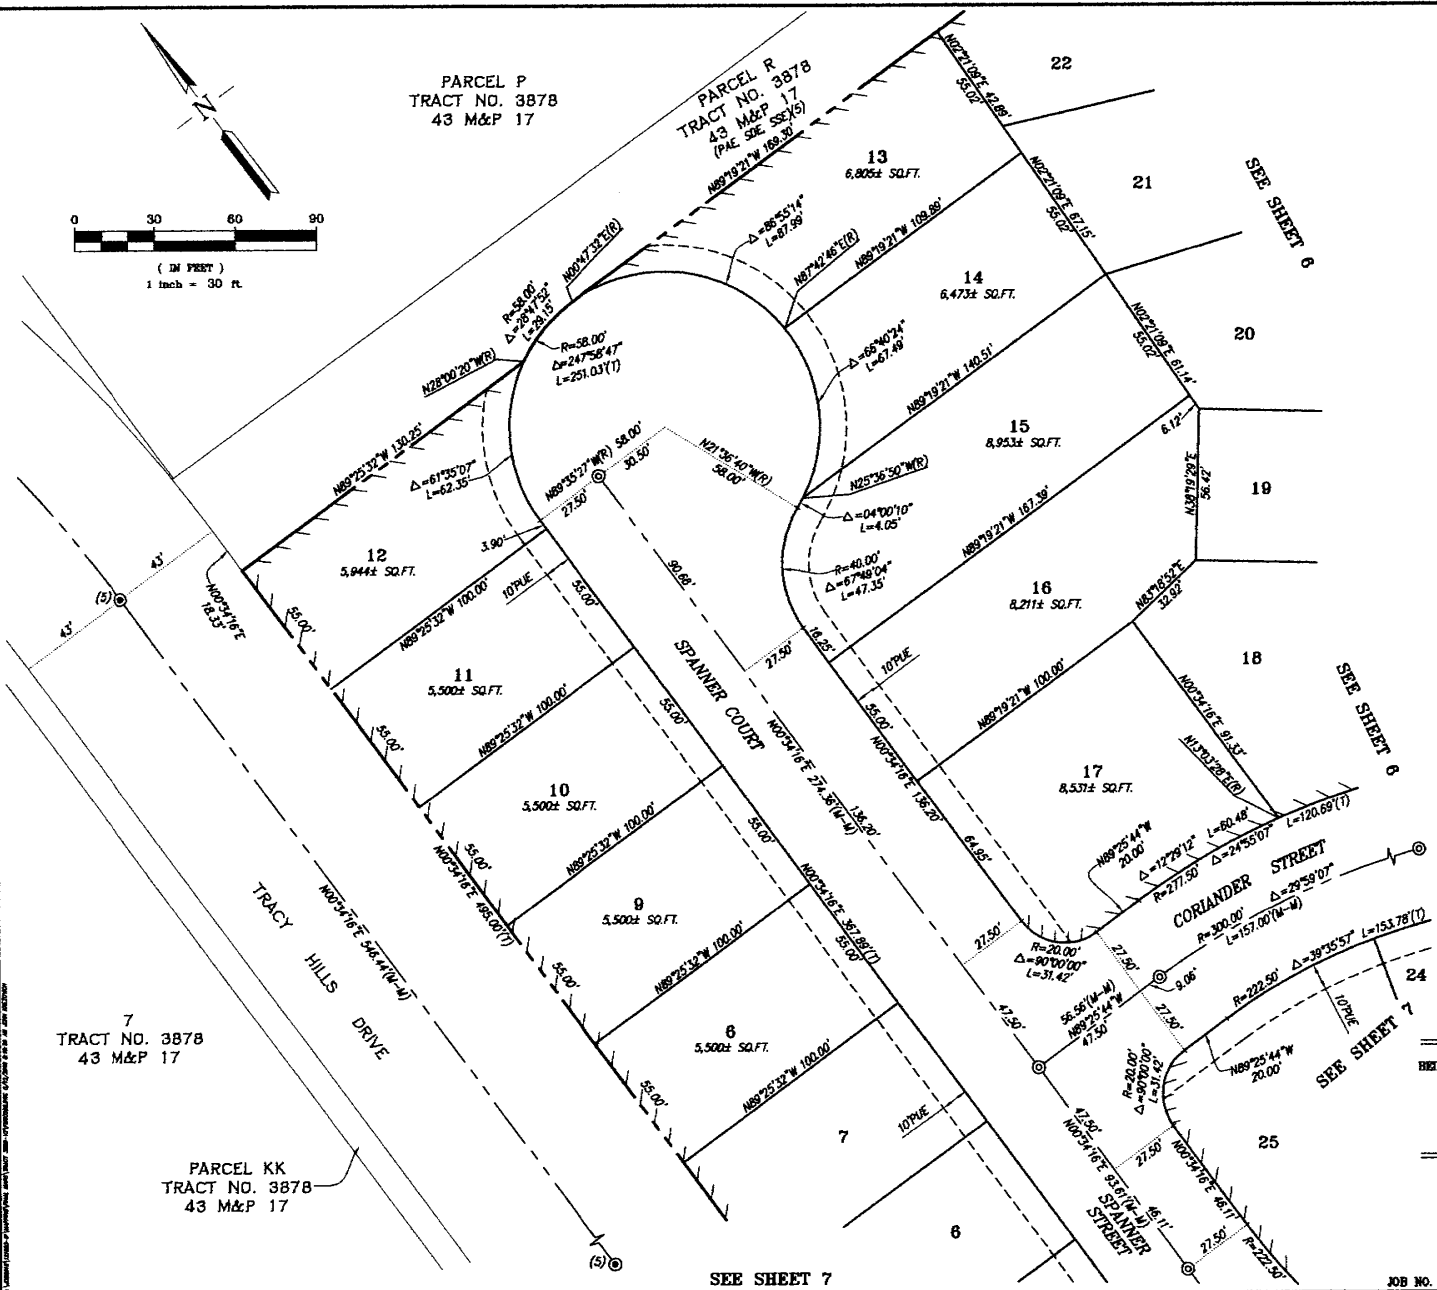 PARCEL P
TRACT NO. 3878
43 M&P 17
PARCEL R
TRACT NO. 3878
43 M&P 17
(PAE, SDE, SSE)(5)
N
0 30 60 90
( IN FEET )
1 inch = 30 ft.
N89°19'21"W 169.30'
N02°21'09"E 42.89'
55.02'
22
13
6,805± SQ.FT.
N02°21'09"E 67.15'
55.02'
21
SEE SHEET 6
Δ=86°55'14"
L=87.99'
N00°47'32"E(R)
N87°42'46"E(R)
N89°19'21"W 109.89'
14
6,473± SQ.FT.
R=58.00'
Δ=28°47'52"
L=29.15'
R=58.00'
Δ=247°58'47"
L=251.03'(T)
N28°00'20"W(R)
Δ=66°40'24"
L=67.49'
N89°19'21"W 140.51'
N02°21'09"E 61.14'
55.02'
20
15
8,953± SQ.FT.
6.12'
N89°25'32"W 130.25'
Δ=61°35'07"
L=62.35'
N89°35'27"W(R) 58.00'
30.50'
27.50'
N21°36'40"W(R)
58.00'
N25°36'50"W(R)
Δ=04°00'10"
L=4.05'
N89°19'21"W 167.39'
56.42'
19
3.90'
12
5,944± SQ.FT.
N89°25'32"W 100.00'
10'PUE
55.00'
90.68'
R=40.00'
Δ=67°49'04"
L=47.35'
16
8,211± SQ.FT.
N83°18'52"E
32.92'
43'
(5)
43'
N00°34'16"E
18.33'
55.00'
11
5,500± SQ.FT.
N89°25'32"W 100.00'
55.00'
SPANNER COURT
27.50'
16.25'
10'PUE
55.00'
N89°19'21"W 100.00'
18
SEE SHEET 6
N00°34'16"E 91.33'
N13°03'28"E(R)
55.00'
10
5,500± SQ.FT.
N89°25'32"W 100.00'
55.00'
N00°34'16"E 274.36'(M-M)
136.20'
N00°34'16"E 136.20'
64.95'
17
8,531± SQ.FT.
N89°25'44"W
20.00'
R=277.50' Δ=12°29'12" L=60.48'
Δ=24°55'07" L=120.69'(T)
CORIANDER STREET
R=300.00' Δ=29°59'07"
L=157.00'(M-M)
R=222.50' Δ=39°35'57" L=153.78'(T)
24
10'PUE
SEE SHEET 7
55.00'
N00°34'16"E 495.00'(T)
9
5,500± SQ.FT.
N89°25'32"W 100.00'
N00°34'16"E 367.89'(T)
55.00'
27.50'
R=20.00'
Δ=90°00'00"
L=31.42'
27.50'
9.06'
27.50'
56.56'(M-M)
N89°25'44"W
47.50'
47.50'
TRACY
HILLS
DRIVE
N00°34'16"E 546.44'(M-M)
55.00'
6
5,500± SQ.FT.
N89°25'32"W 100.00'
55.00'
R=20.00'
Δ=90°00'00"
L=31.42'
N89°25'44"W
20.00'
7
TRACT NO. 3878
43 M&P 17
PARCEL KK
TRACT NO. 3878
43 M&P 17
10'PUE
7
47.50'
N00°34'16"E 93.61'(M-M)
46.11'
27.50'
N00°34'16"E 46.11'
25
SPANNER
STREET
27.50'
R=222.50'
6
(5)
SEE SHEET 7
JOB NO.